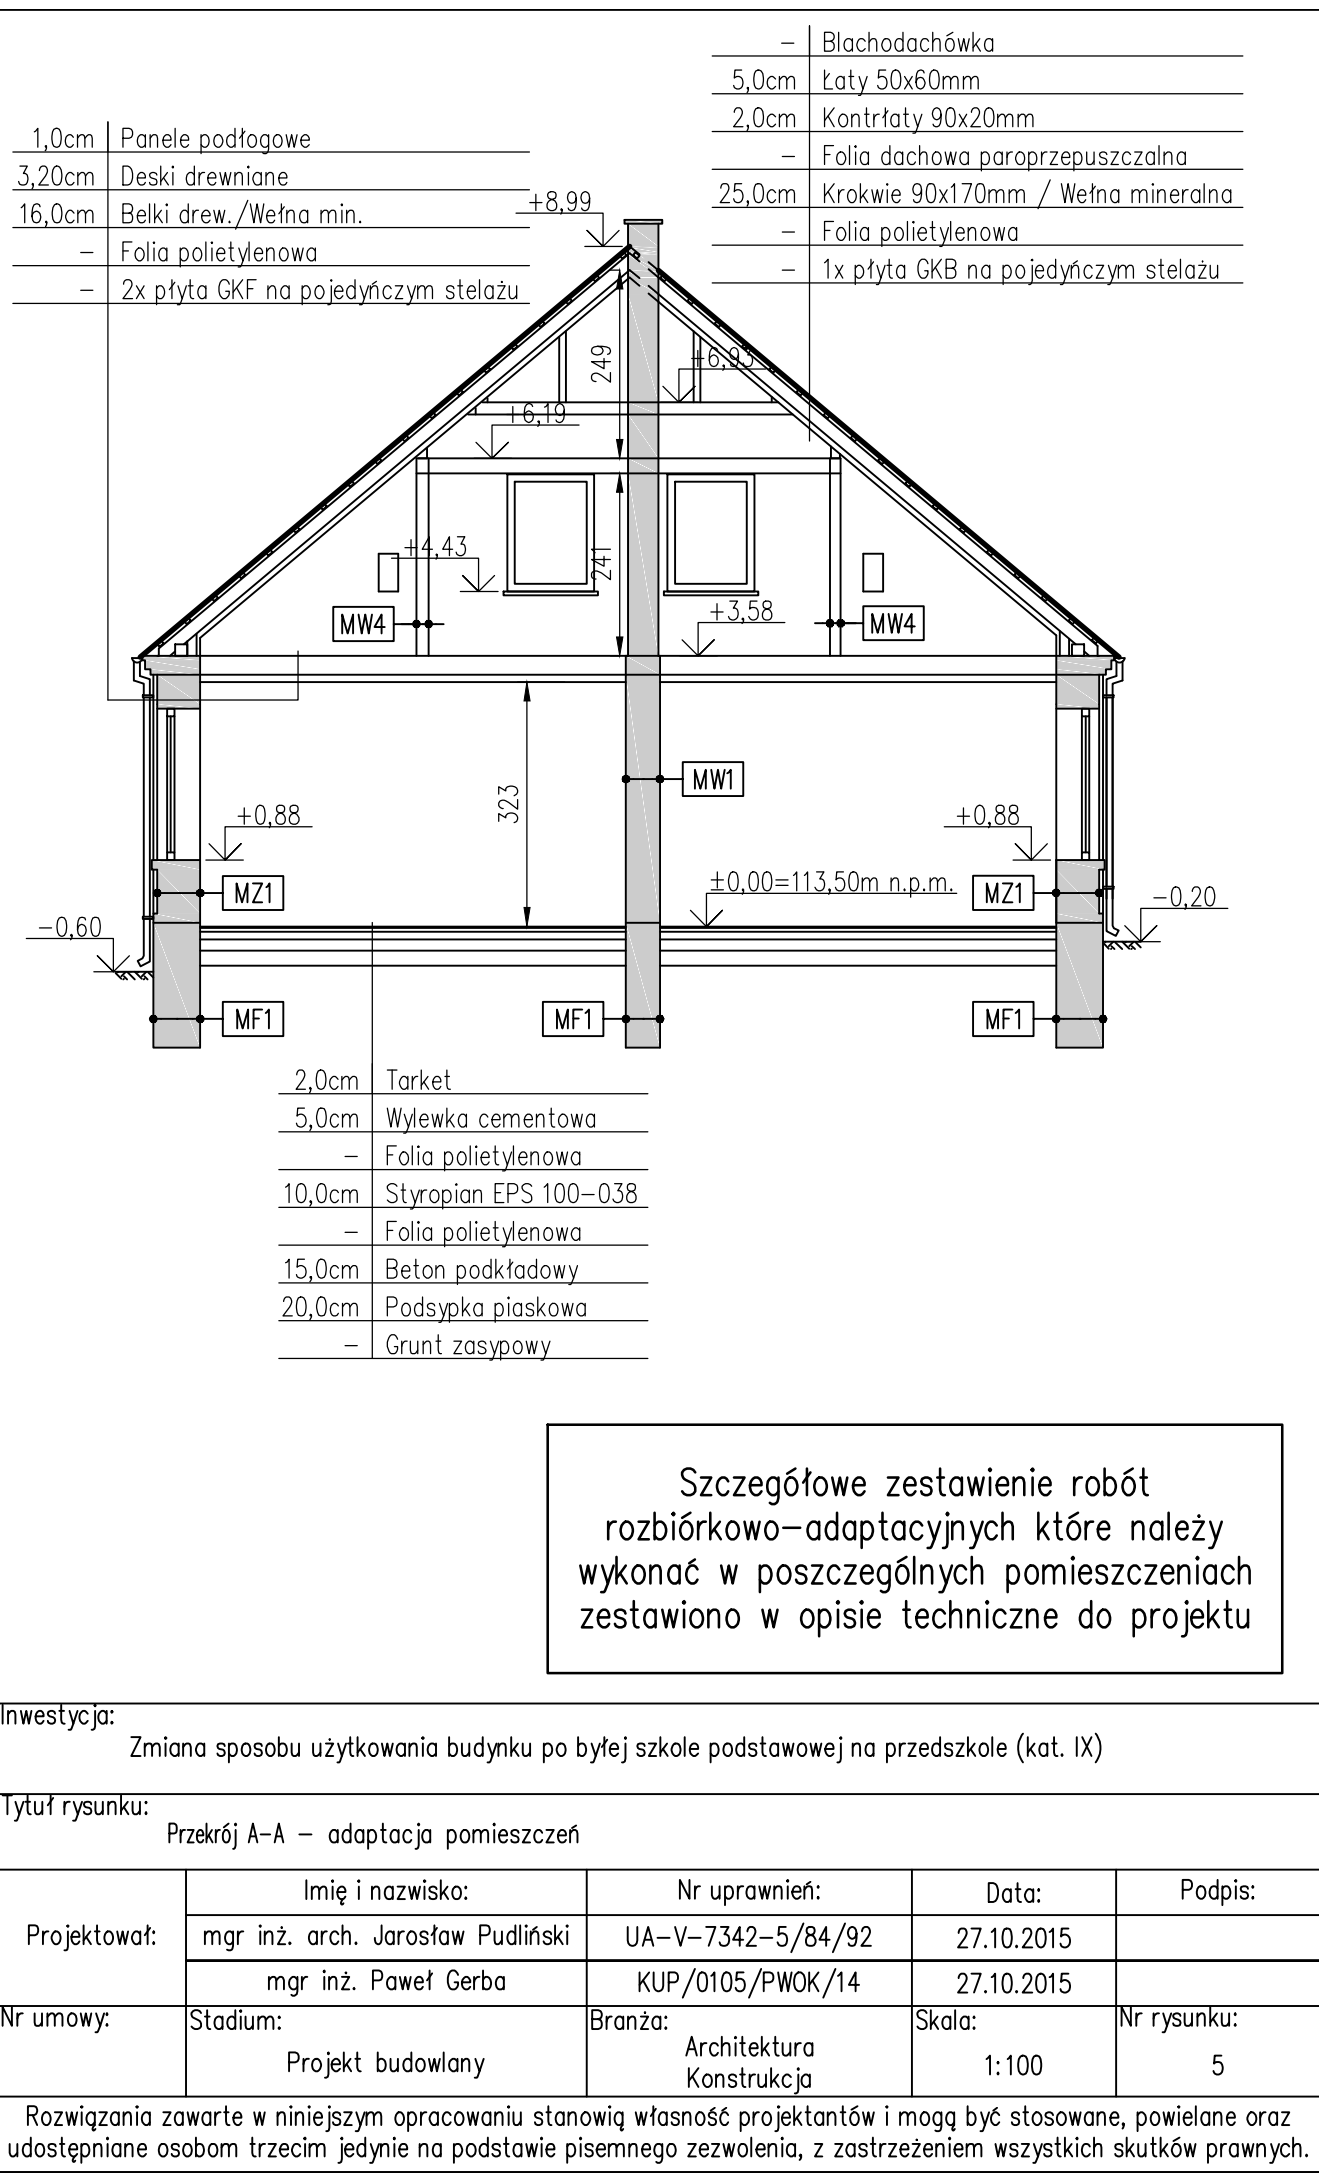 – Blachodachówka
5,0cm Łaty 50x60mm
2,0cm Kontrłaty 90x20mm
– Folia dachowa paroprzepuszczalna
25,0cm Krokwie 90x170mm / Wełna mineralna
– Folia polietylenowa
– 1x płyta GKB na pojedyńczym stelażu
1,0cm Panele podłogowe
3,20cm Deski drewniane
16,0cm Belki drew./Wełna min.
– Folia polietylenowa
– 2x płyta GKF na pojedyńczym stelażu
+8,99
249
+6,93
+6,19
+4,43
241
+3,58
MW4
MW4
323
MW1
+0,88
+0,88
MZ1
±0,00=113,50m n.p.m.
MZ1
–0,60
–0,20
MF1
MF1
MF1
2,0cm Tarket
5,0cm Wylewka cementowa
– Folia polietylenowa
10,0cm Styropian EPS 100–038
– Folia polietylenowa
15,0cm Beton podkładowy
20,0cm Podsypka piaskowa
– Grunt zasypowy
Szczegółowe zestawienie robót
rozbiórkowo–adaptacyjnych które należy
wykonać w poszczególnych pomieszczeniach
zestawiono w opisie techniczne do projektu
Inwestycja:
Zmiana sposobu użytkowania budynku po byłej szkole podstawowej na przedszkole (kat. IX)
Tytuł rysunku:
Przekrój A–A – adaptacja pomieszczeń
Projektował:
Imię i nazwisko: Nr uprawnień: Data: Podpis:
mgr inż. arch. Jarosław Pudliński UA–V–7342–5/84/92 27.10.2015
mgr inż. Paweł Gerba KUP/0105/PWOK/14 27.10.2015
Nr umowy: Stadium: Branża: Skala: Nr rysunku:
Projekt budowlany
Architektura
Konstrukcja
1:100
5
Rozwiązania zawarte w niniejszym opracowaniu stanowią własność projektantów i mogą być stosowane, powielane oraz
udostępniane osobom trzecim jedynie na podstawie pisemnego zezwolenia, z zastrzeżeniem wszystkich skutków prawnych.